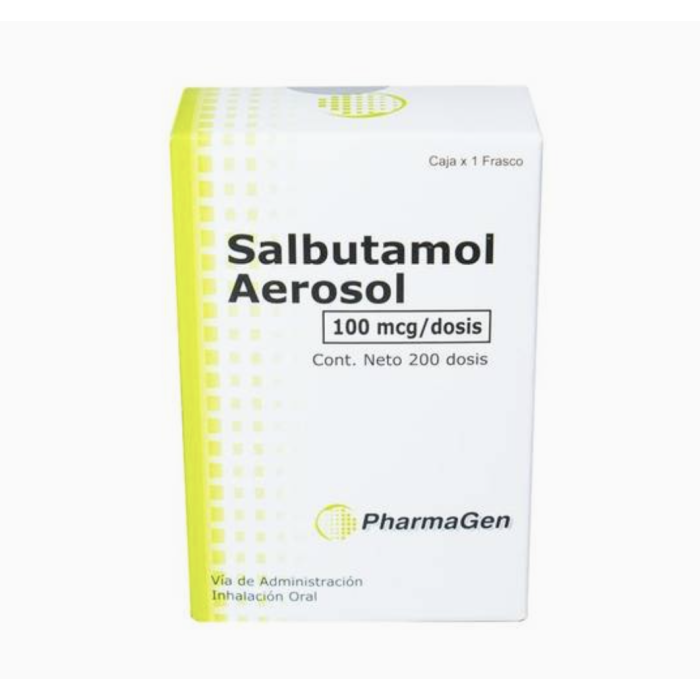 Caja x 1 Frasco
Salbutamol
Aerosol
100 mcg/dosis
Cont. Neto 200 dosis
PharmaGen
Vía de Administración
Inhalación Oral